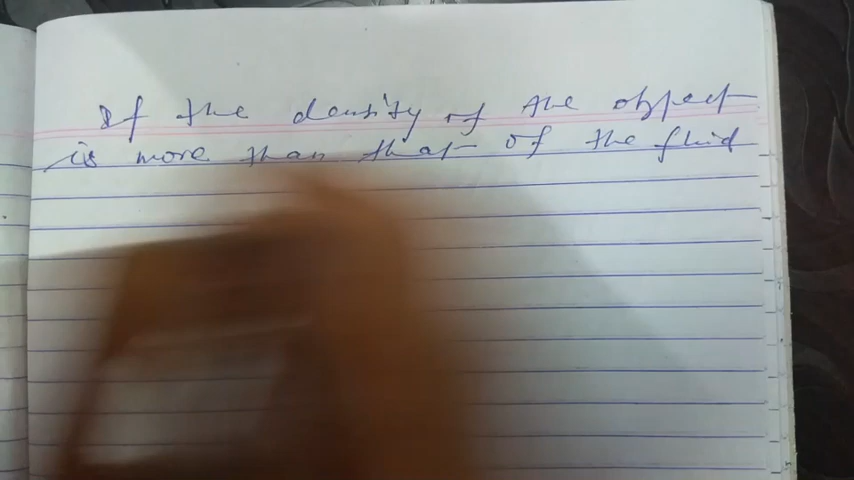 If the density of the object
is more than that of the fluid